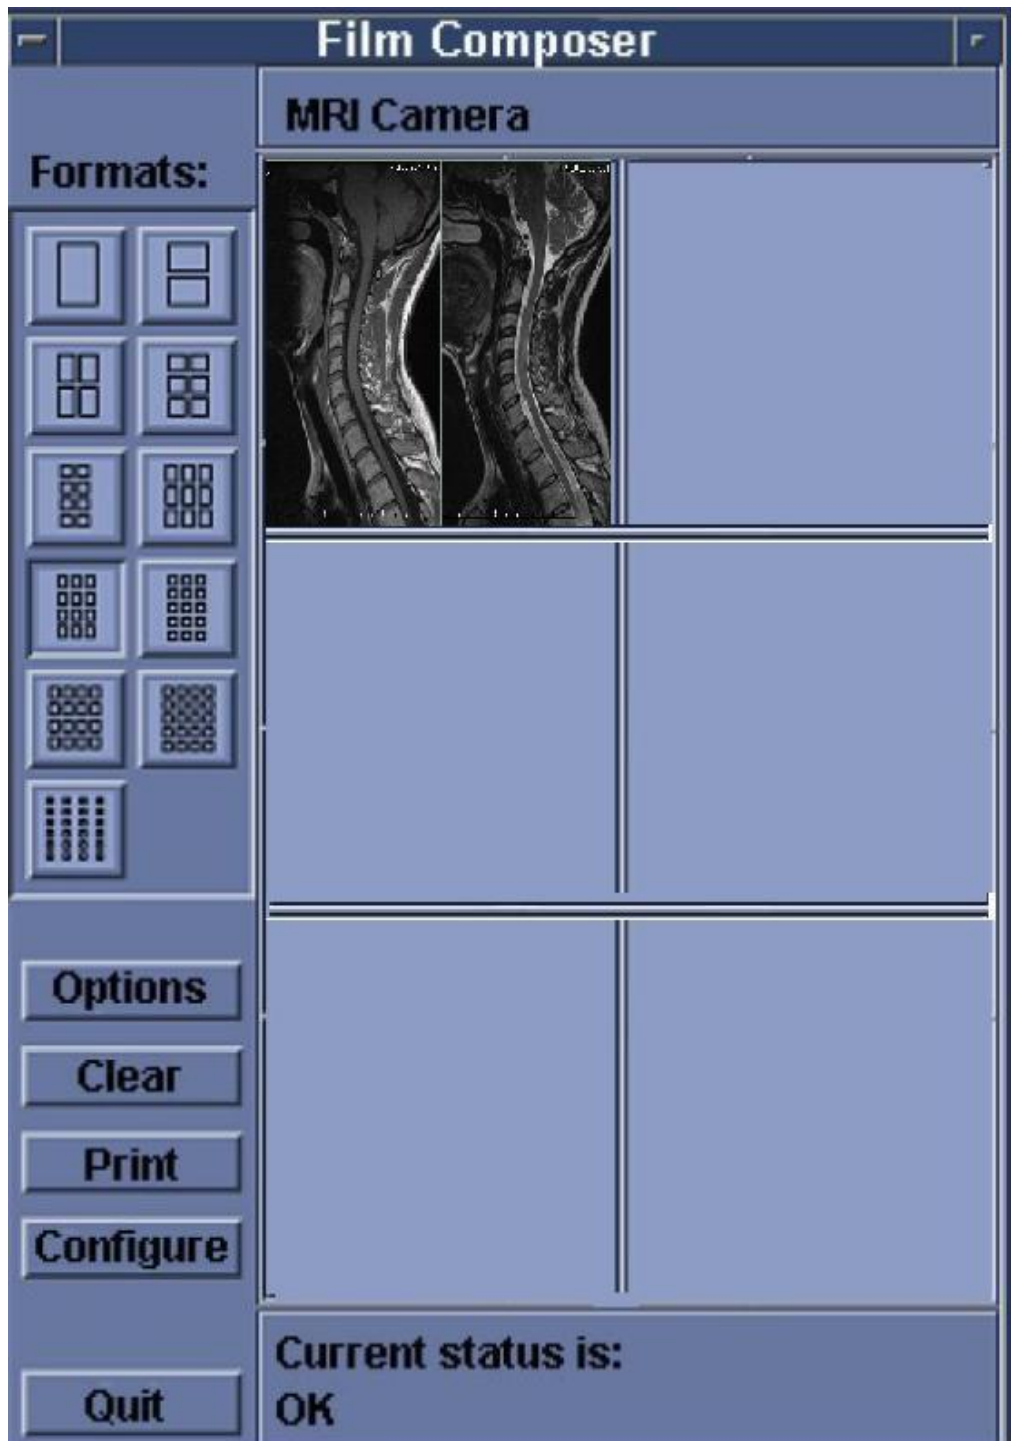 Film Composer
MRI Camera
Formats:
Options
Clear
Print
Configure
Quit
Current status is:
OK